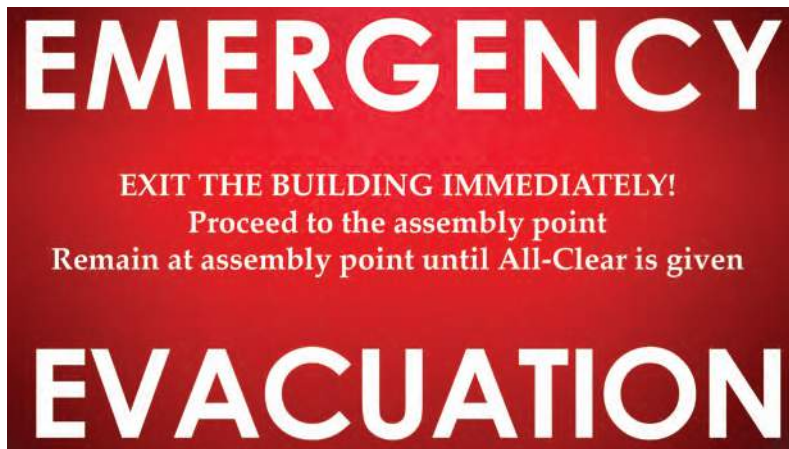 EMERGENCY
EXIT THE BUILDING IMMEDIATELY!
Proceed to the assembly point
Remain at assembly point until All-Clear is given
EVACUATION